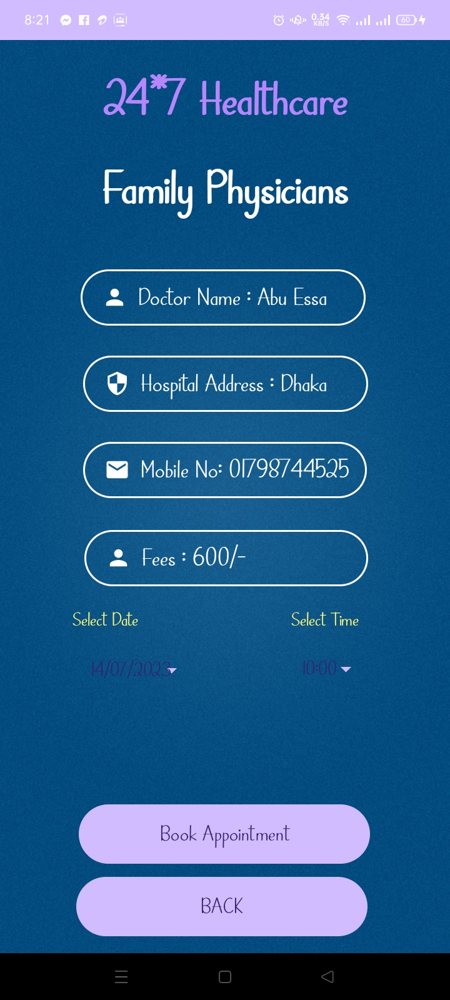 8:21 0.34 KB/S 60
24*7 Healthcare
Family Physicians
Doctor Name : Abu Essa
Hospital Address : Dhaka
Mobile No: 01798744525
Fees : 600/-
Select Date Select Time
14/07/2023 10:00
Book Appointment
BACK